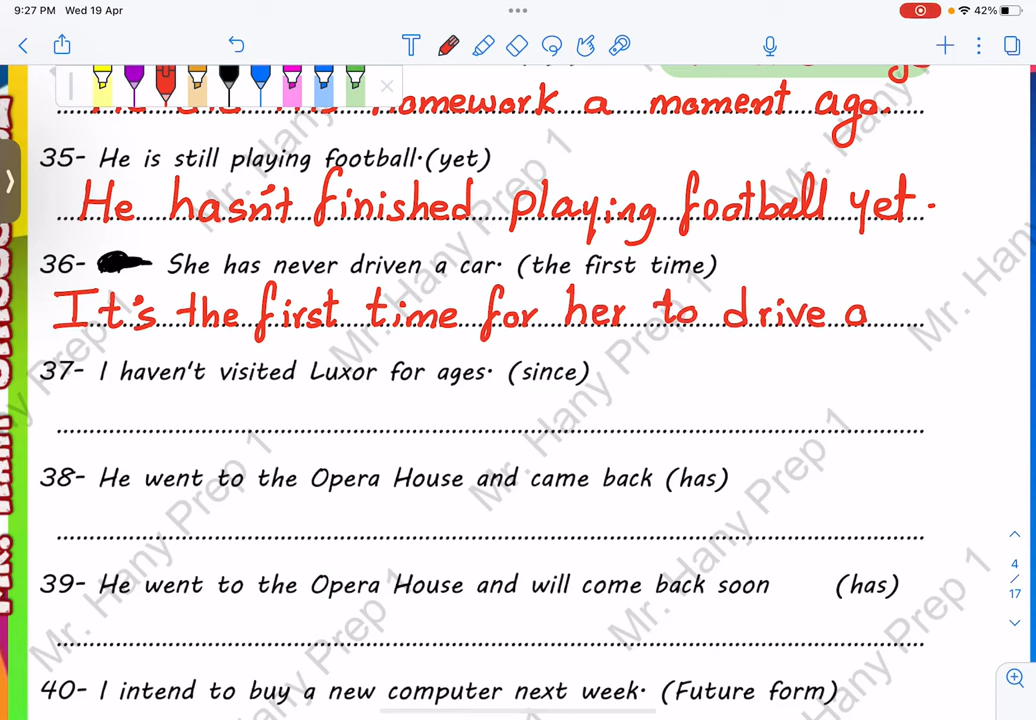 9:27 PM Wed 19 Apr
42%
T
homework a moment ago.
35- He is still playing football. (yet)
He hasn't finished playing football yet.
36- She has never driven a car. (the first time)
It's the first time for her to drive a
37- I haven't visited Luxor for ages. (since)
38- He went to the Opera House and came back (has)
39- He went to the Opera House and will come back soon (has)
40- I intend to buy a new computer next week. (Future form)
4
/
17
Mr. Hany Prep 1